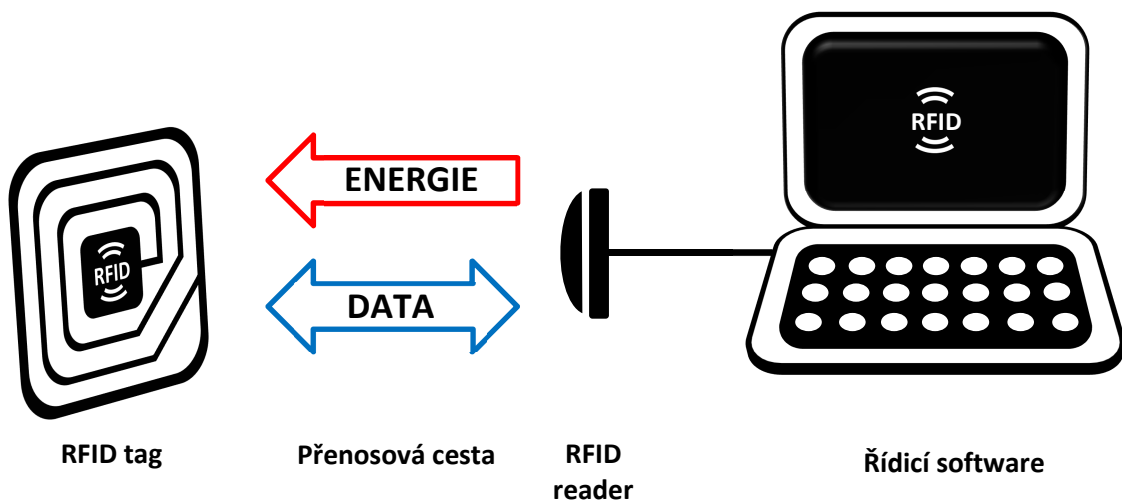 RFID
ENERGIE
RFID
DATA
RFID tag
Přenosová cesta
RFID
reader
Řídicí software